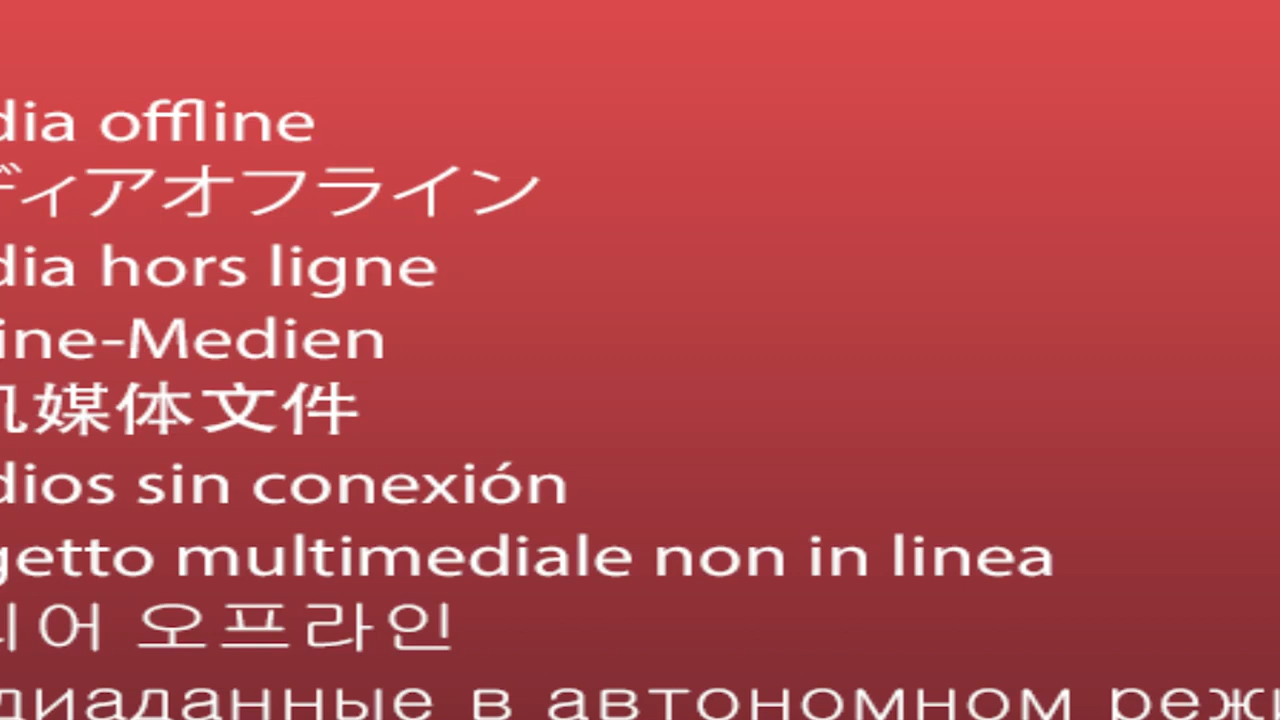 dia offline
ディアオフライン
dia hors ligne
ine-Medien
机媒体文件
dios sin conexión
getto multimediale non in linea
디어 오프라인
диаданные в автономном режи